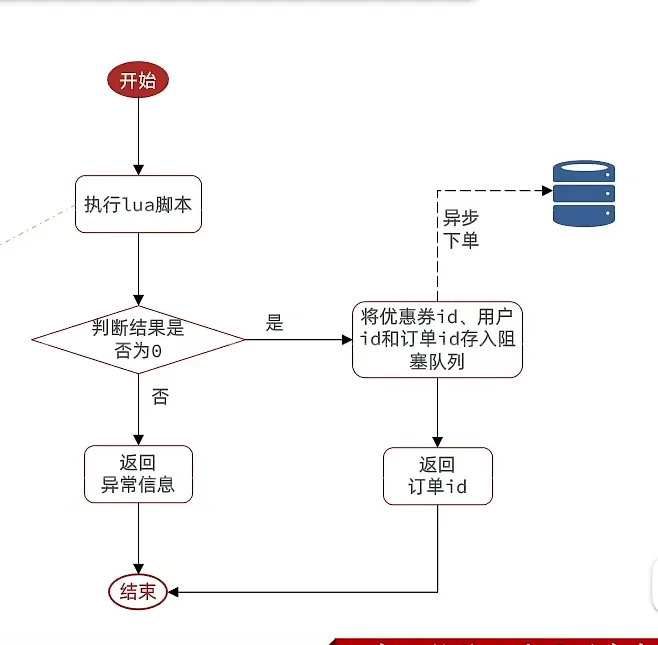 开始
执行lua脚本
异步
下单
判断结果是
否为0
是
将优惠券id、用户
id和订单id存入阻
塞队列
否
返回
异常信息
返回
订单id
结束